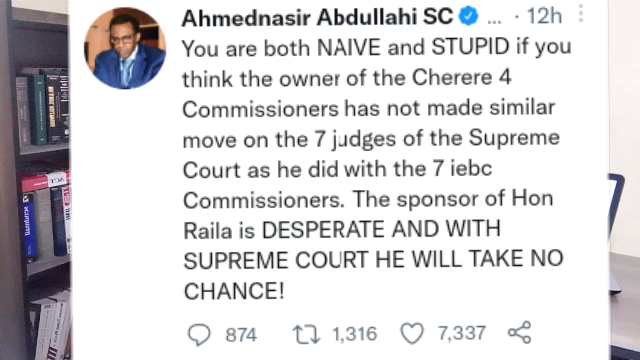 Ahmednasir Abdullahi SC ... · 12h
You are both NAIVE and STUPID if you
think the owner of the Cherere 4
Commissioners has not made similar
move on the 7 judges of the Supreme
Court as he did with the 7 iebc
Commissioners. The sponsor of Hon
Raila is DESPERATE AND WITH
SUPREME COURT HE WILL TAKE NO
CHANCE!
874 1,316 7,337